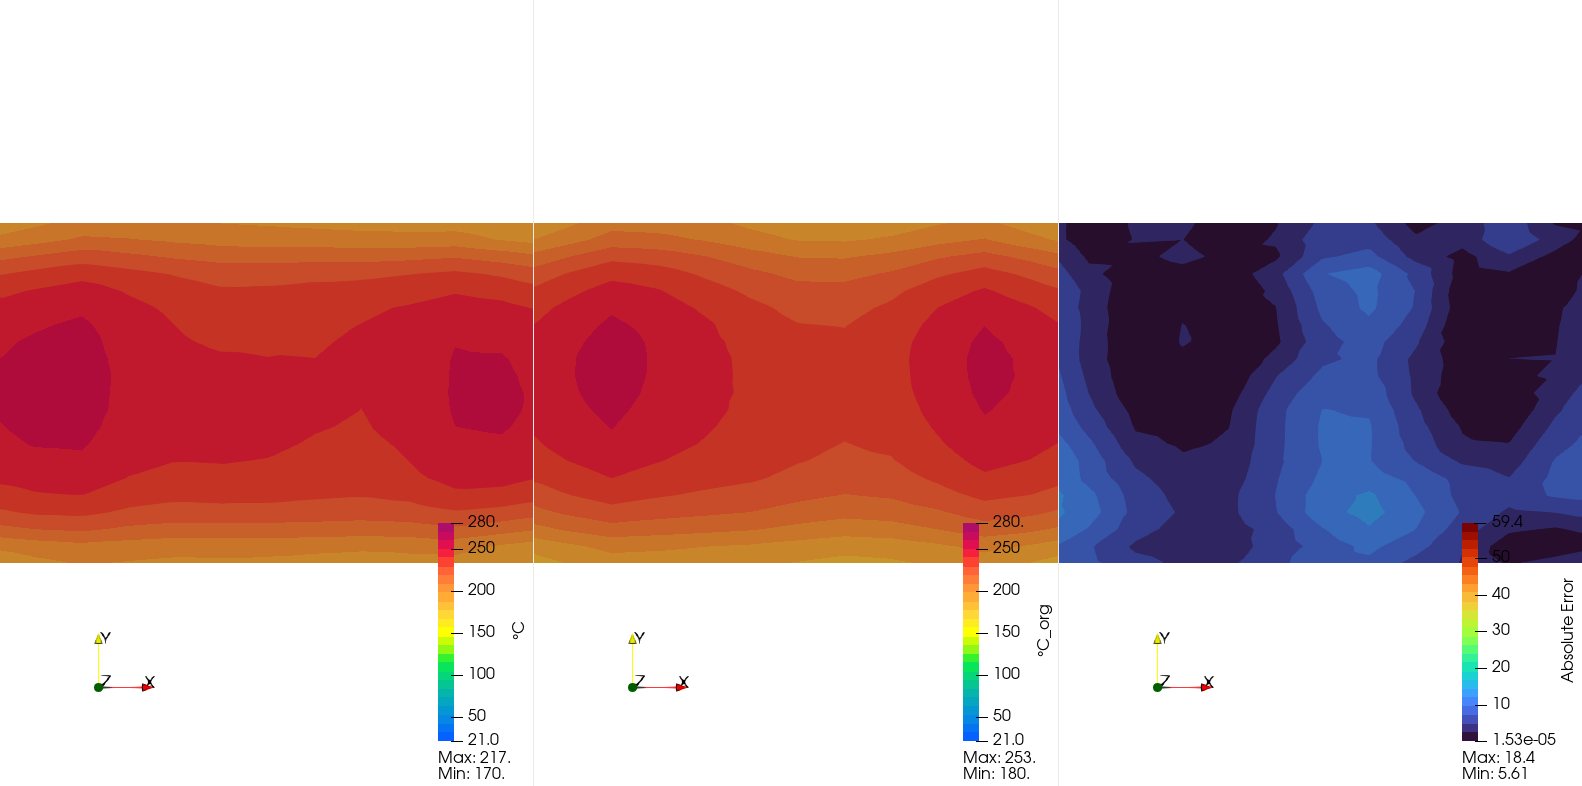 280.
250
200
150
100
50
21.0
°C
Max: 217.
Min: 170.
Y
Z
X
280.
250
200
150
100
50
21.0
°C_org
Max: 253.
Min: 180.
Y
Z
X
59.4
50
40
30
20
10
1.53e-05
Absolute Error
Max: 18.4
Min: 5.61
Y
Z
X